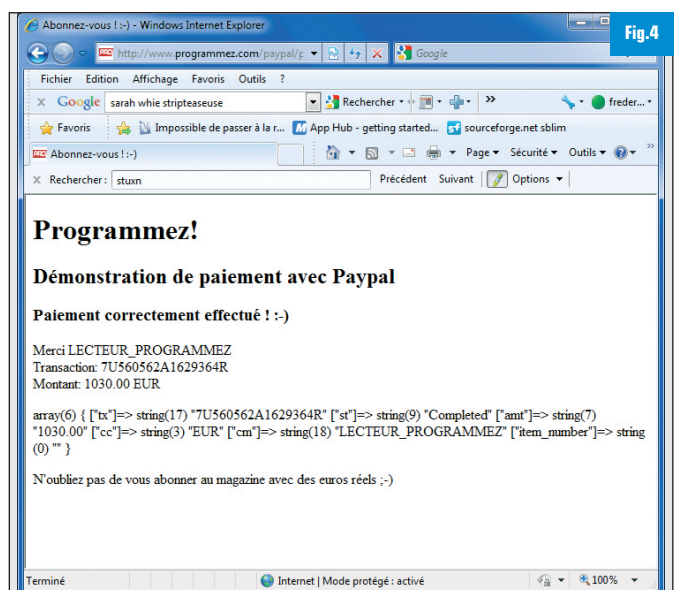 Abonnez-vous ! :-) - Windows Internet Explorer
Fig.4
http://www.programmez.com/paypal/p
Google
Fichier Edition Affichage Favoris Outils ?
x Google sarah whie stripteaseuse Rechercher » freder...
Favoris Impossible de passer à la r... App Hub - getting started... sourceforge.net sblim
PRO Abonnez-vous ! :-) Page Sécurité Outils »
x Rechercher: stuxn Précédent Suivant Options
Programmez!
Démonstration de paiement avec Paypal
Paiement correctement effectué ! :-)
Merci LECTEUR_PROGRAMMEZ
Transaction: 7U560562A1629364R
Montant: 1030.00 EUR
array(6) { ["tx"]=> string(17) "7U560562A1629364R" ["st"]=> string(9) "Completed" ["amt"]=> string(7)
"1030.00" ["cc"]=> string(3) "EUR" ["cm"]=> string(18) "LECTEUR_PROGRAMMEZ" ["item_number"]=> string
(0) "" }
N'oubliez pas de vous abonner au magazine avec des euros réels ;-)
Terminé Internet | Mode protégé : activé 100%